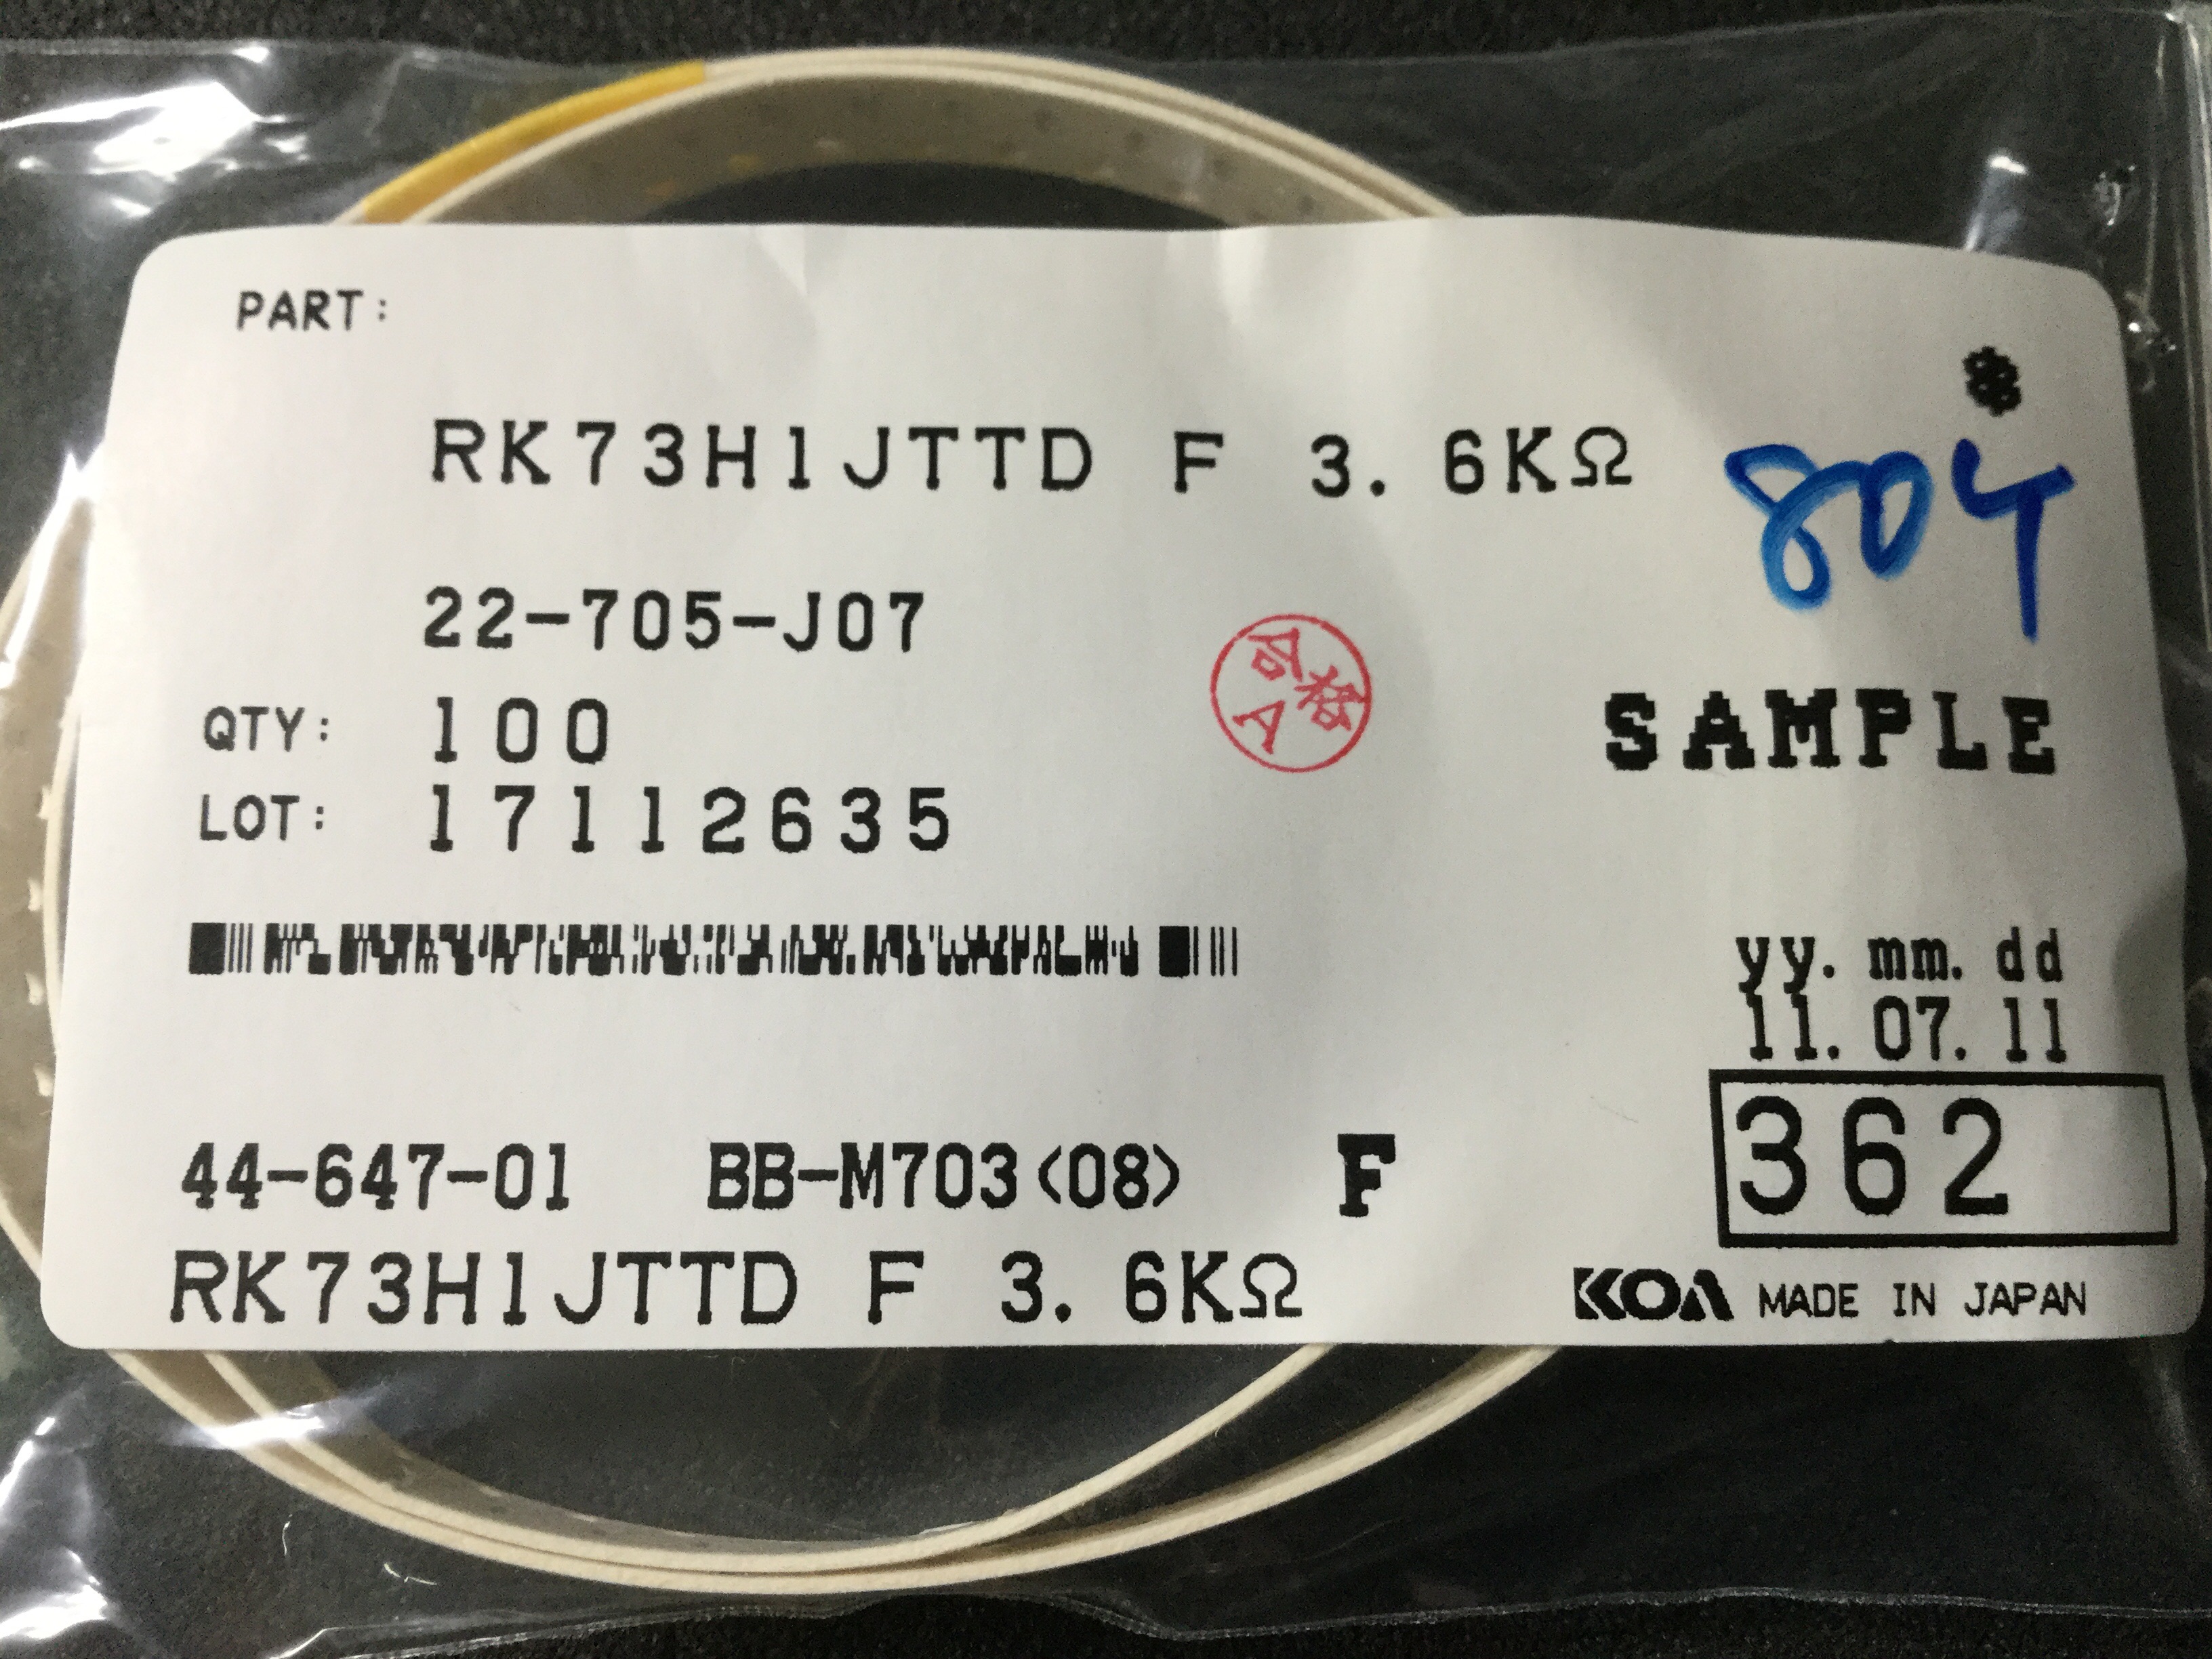 PART:
*
RK73H1JTTD F 3.6KΩ
804
22-705-J07
合格
A
QTY: 100
SAMPLE
LOT: 17112635
yy. mm. dd
11. 07. 11
362
44-647-01 BB-M703<08> F
RK73H1JTTD F 3.6KΩ
KOA MADE IN JAPAN